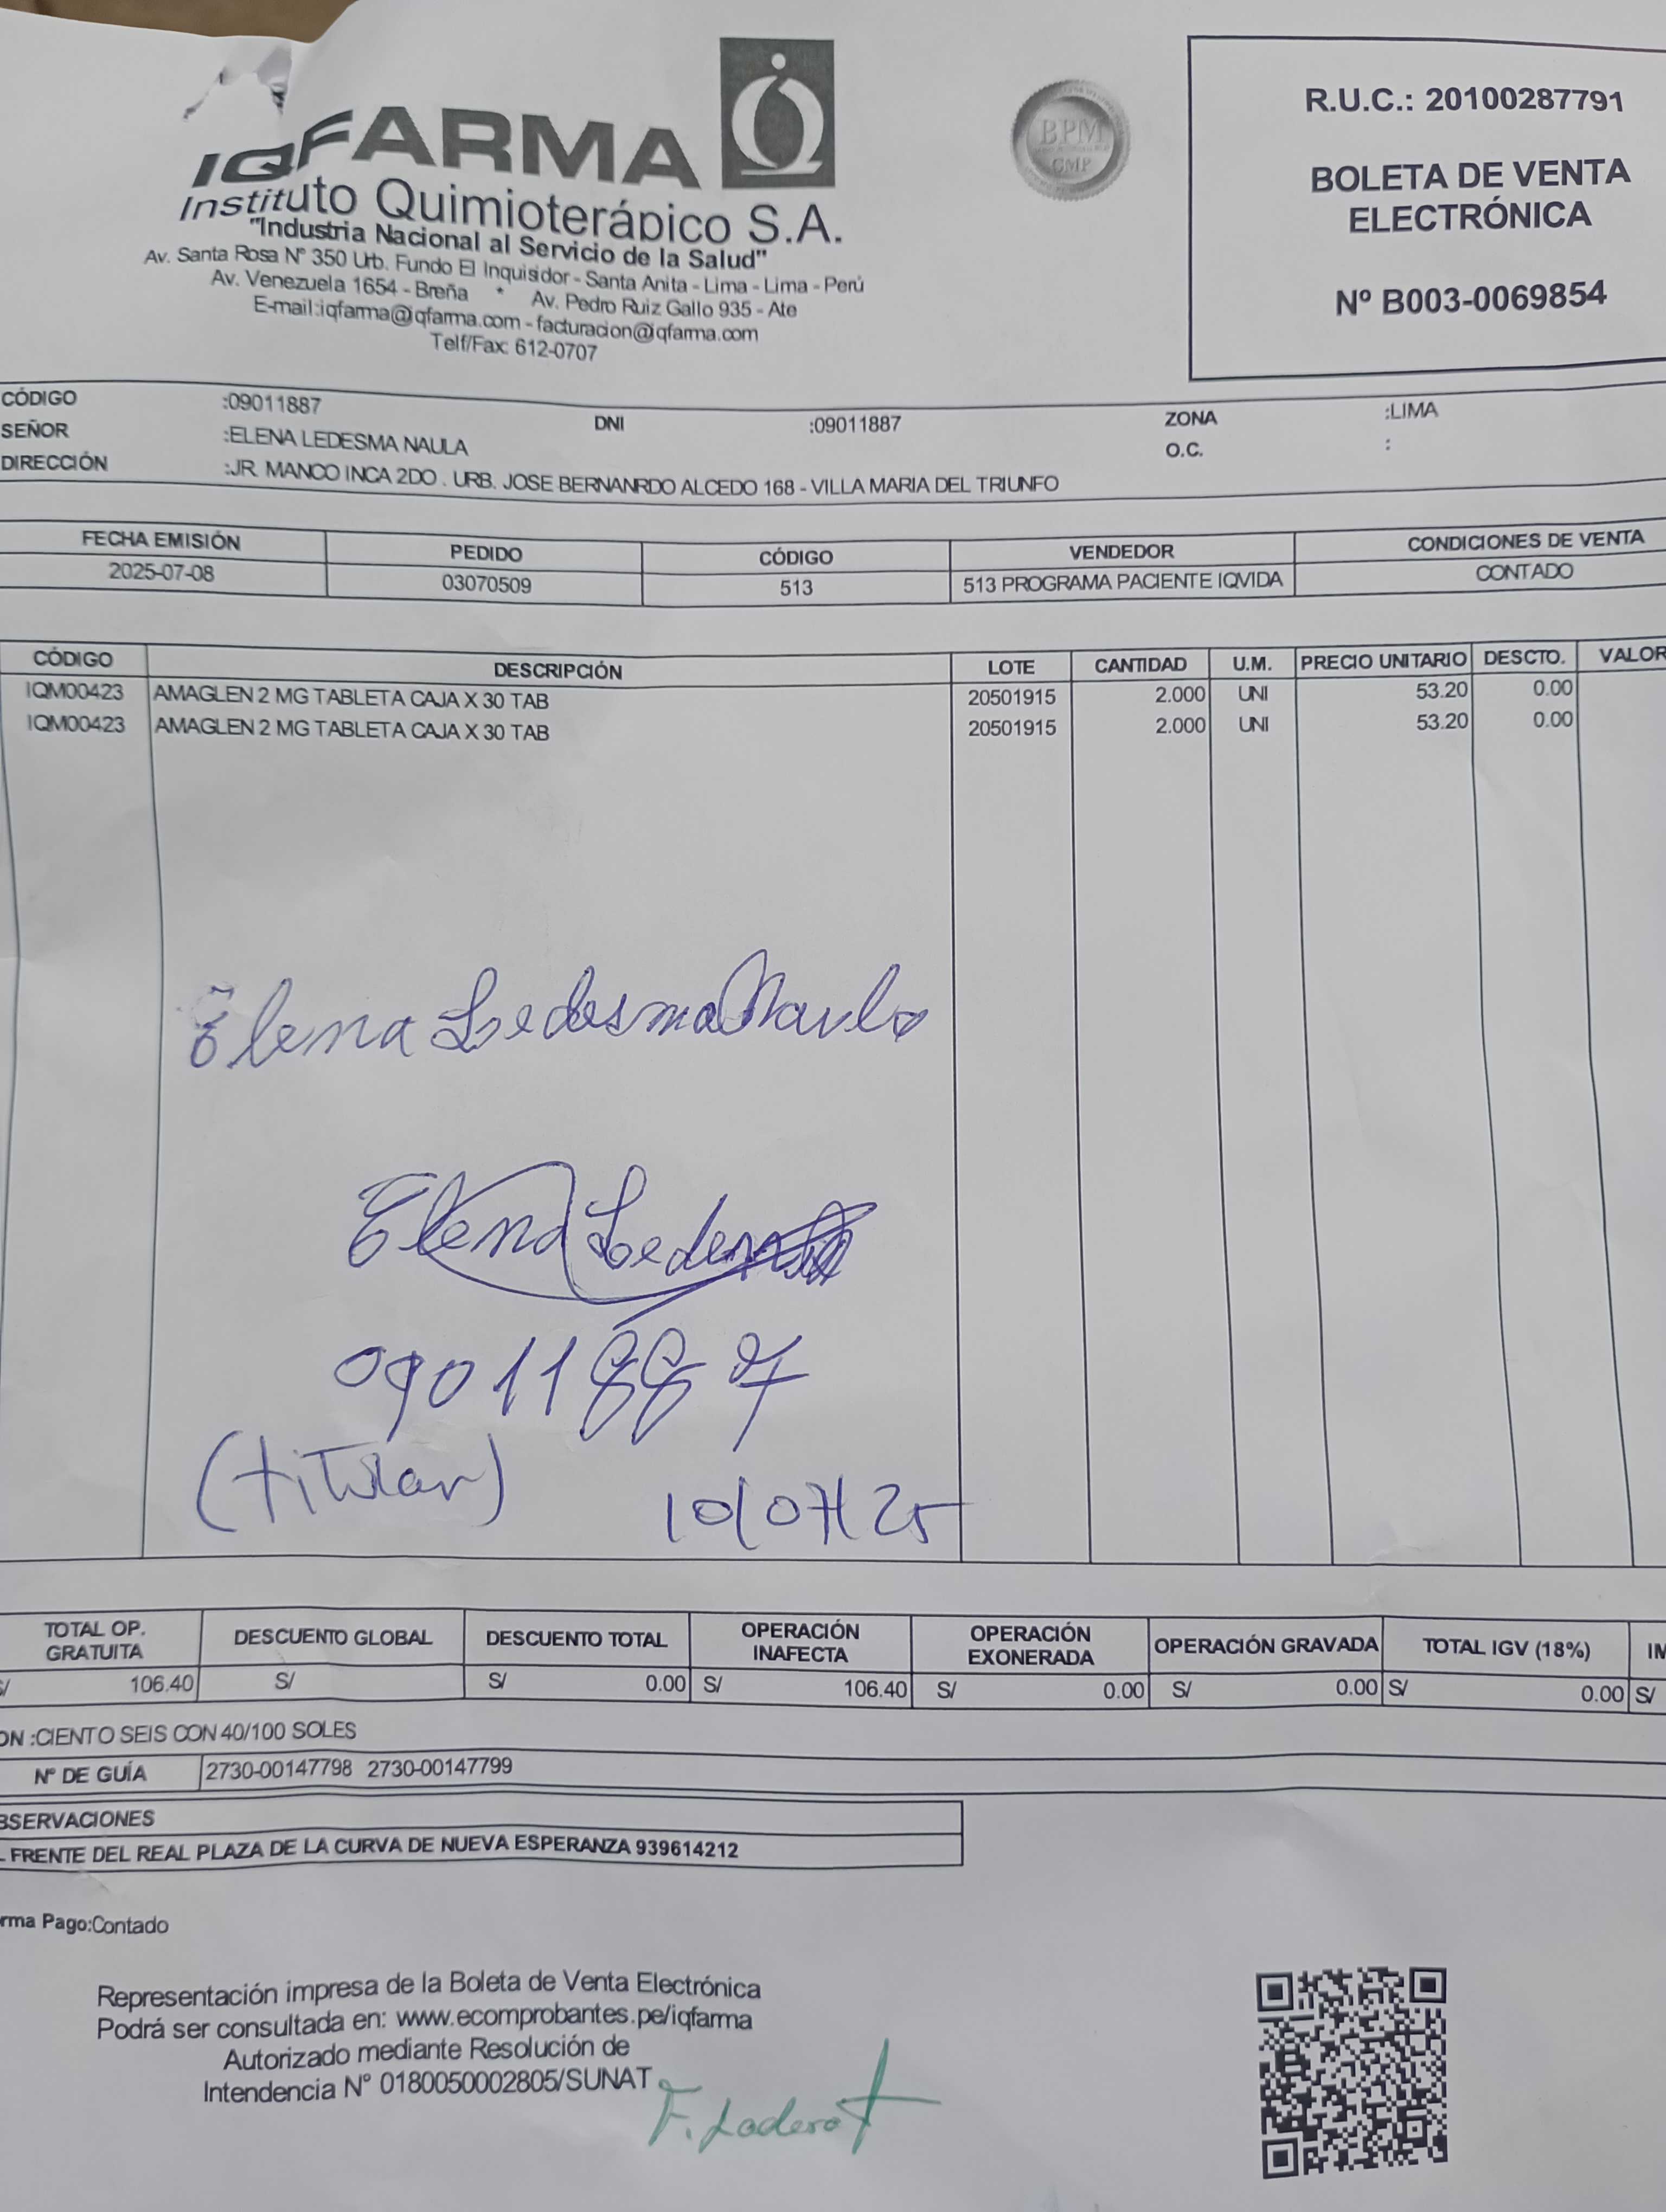 IQFARMA
Instituto Quimioterápico S.A.
"Industria Nacional al Servicio de la Salud"
Av. Santa Rosa Nº 350 Urb. Fundo El Inquisidor - Santa Anita - Lima - Lima - Perú
Av. Venezuela 1654 - Breña * Av. Pedro Ruiz Gallo 935 - Ate
E-mail:iqfarma@iqfarma.com - facturacion@iqfarma.com
Telf/Fax: 612-0707
BPM
GMP
R.U.C.: 20100287791
BOLETA DE VENTA
ELECTRÓNICA
Nº B003-0069854
CÓDIGO :09011887 DNI :09011887 ZONA :LIMA
SEÑOR :ELENA LEDESMA NAULA O.C. :
DIRECCIÓN :JR. MANCO INCA 2DO . URB. JOSE BERNANRDO ALCEDO 168 - VILLA MARIA DEL TRIUNFO
FECHA EMISIÓN PEDIDO CÓDIGO VENDEDOR CONDICIONES DE VENTA
2025-07-08 03070509 513 513 PROGRAMA PACIENTE IQVIDA CONTADO
CÓDIGO DESCRIPCIÓN LOTE CANTIDAD U.M. PRECIO UNITARIO DESCTO. VALOR
IQM00423 AMAGLEN 2 MG TABLETA CAJA X 30 TAB 20501915 2.000 UNI 53.20 0.00
IQM00423 AMAGLEN 2 MG TABLETA CAJA X 30 TAB 20501915 2.000 UNI 53.20 0.00
Elena Ledesma Naula
Elena Ledesma
09011887
(titular) 10/07/25
TOTAL OP. GRATUITA DESCUENTO GLOBAL DESCUENTO TOTAL OPERACIÓN INAFECTA OPERACIÓN EXONERADA OPERACIÓN GRAVADA TOTAL IGV (18%) IM
S/ 106.40 S/ S/ 0.00 S/ 106.40 S/ 0.00 S/ 0.00 S/ 0.00 S/
ON :CIENTO SEIS CON 40/100 SOLES
Nº DE GUÍA 2730-00147798 2730-00147799
BSERVACIONES
FRENTE DEL REAL PLAZA DE LA CURVA DE NUEVA ESPERANZA 939614212
rma Pago:Contado
Representación impresa de la Boleta de Venta Electrónica
Podrá ser consultada en: www.ecomprobantes.pe/iqfarma
Autorizado mediante Resolución de
Intendencia Nº 0180050002805/SUNAT
F.